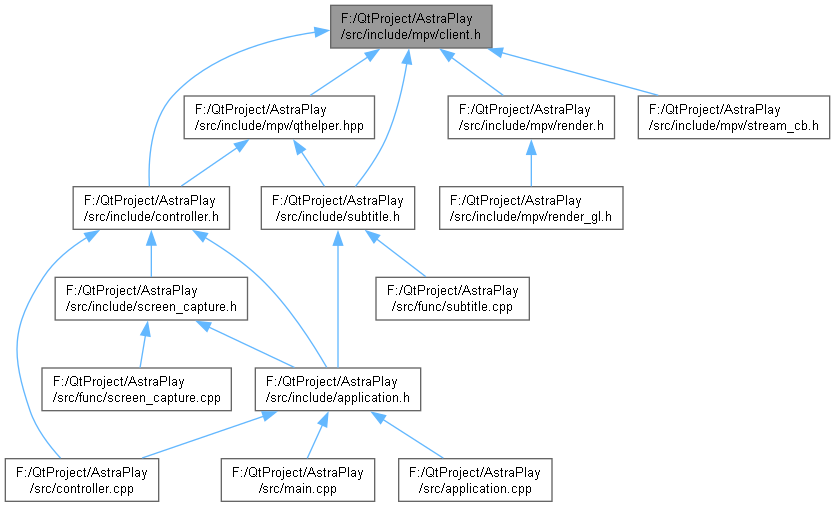 F:/QtProject/AstraPlay
/src/include/mpv/client.h
F:/QtProject/AstraPlay
/src/include/mpv/qthelper.hpp
F:/QtProject/AstraPlay
/src/include/mpv/render.h
F:/QtProject/AstraPlay
/src/include/mpv/stream_cb.h
F:/QtProject/AstraPlay
/src/include/controller.h
F:/QtProject/AstraPlay
/src/include/subtitle.h
F:/QtProject/AstraPlay
/src/include/mpv/render_gl.h
F:/QtProject/AstraPlay
/src/include/screen_capture.h
F:/QtProject/AstraPlay
/src/func/subtitle.cpp
F:/QtProject/AstraPlay
/src/func/screen_capture.cpp
F:/QtProject/AstraPlay
/src/include/application.h
F:/QtProject/AstraPlay
/src/controller.cpp
F:/QtProject/AstraPlay
/src/main.cpp
F:/QtProject/AstraPlay
/src/application.cpp